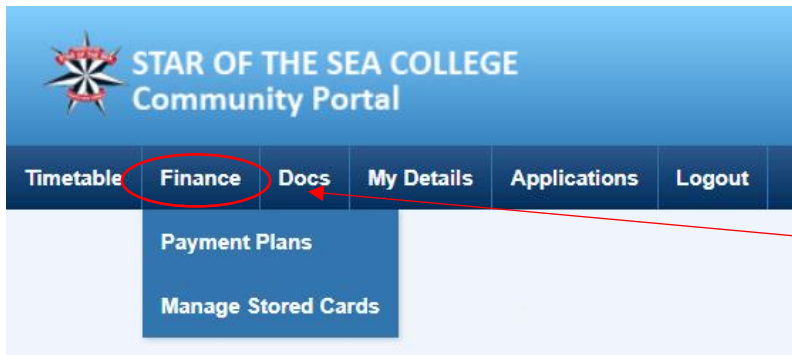 STAR OF THE SEA COLLEGE
Community Portal
Timetable Finance Docs My Details Applications Logout
Payment Plans
Manage Stored Cards